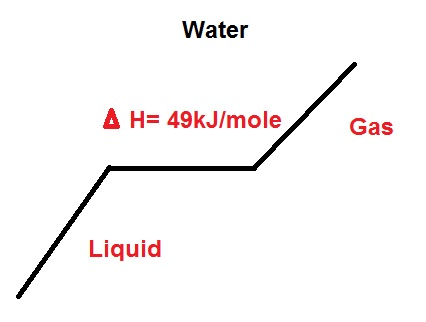 Water
Δ H= 49kJ/mole
Gas
Liquid